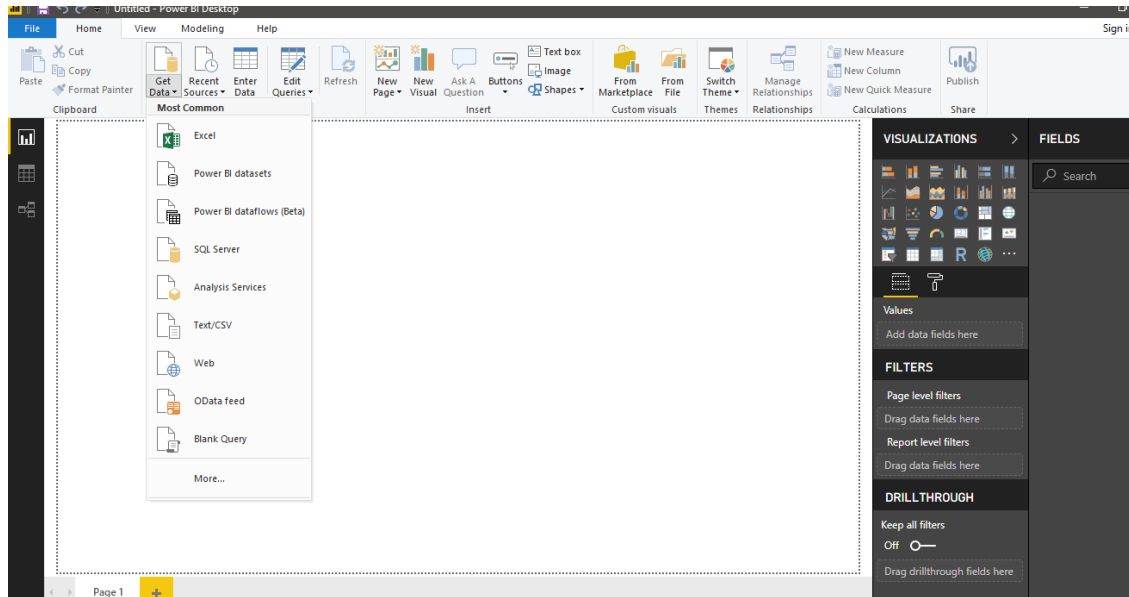 Untitled - Power BI Desktop
File Home View Modeling Help
Sign i
Paste
Cut
Copy
Format Painter
Clipboard
Get Data
Recent Sources
Enter Data
Edit Queries
Refresh
New Page
New Visual
Ask A Question
Buttons
Text box
Image
Shapes
Insert
From Marketplace
From File
Custom visuals
Switch Theme
Themes
Manage Relationships
Relationships
New Measure
New Column
New Quick Measure
Calculations
Publish
Share
Most Common
Excel
Power BI datasets
Power BI dataflows (Beta)
SQL Server
Analysis Services
Text/CSV
Web
OData feed
Blank Query
More...
VISUALIZATIONS
R
Values
Add data fields here
FILTERS
Page level filters
Drag data fields here
Report level filters
Drag data fields here
DRILLTHROUGH
Keep all filters
Off
Drag drillthrough fields here
FIELDS
Search
Page 1